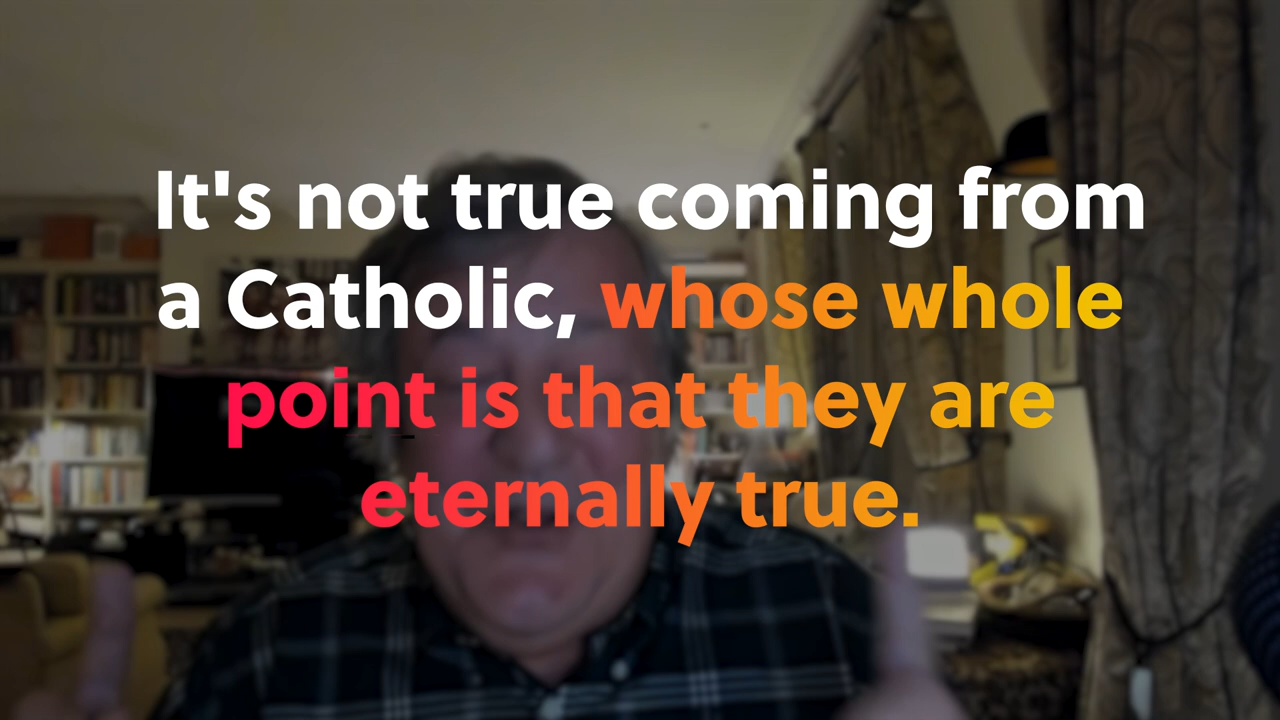 It's not true coming from
a Catholic, whose whole
point is that they are
eternally true.